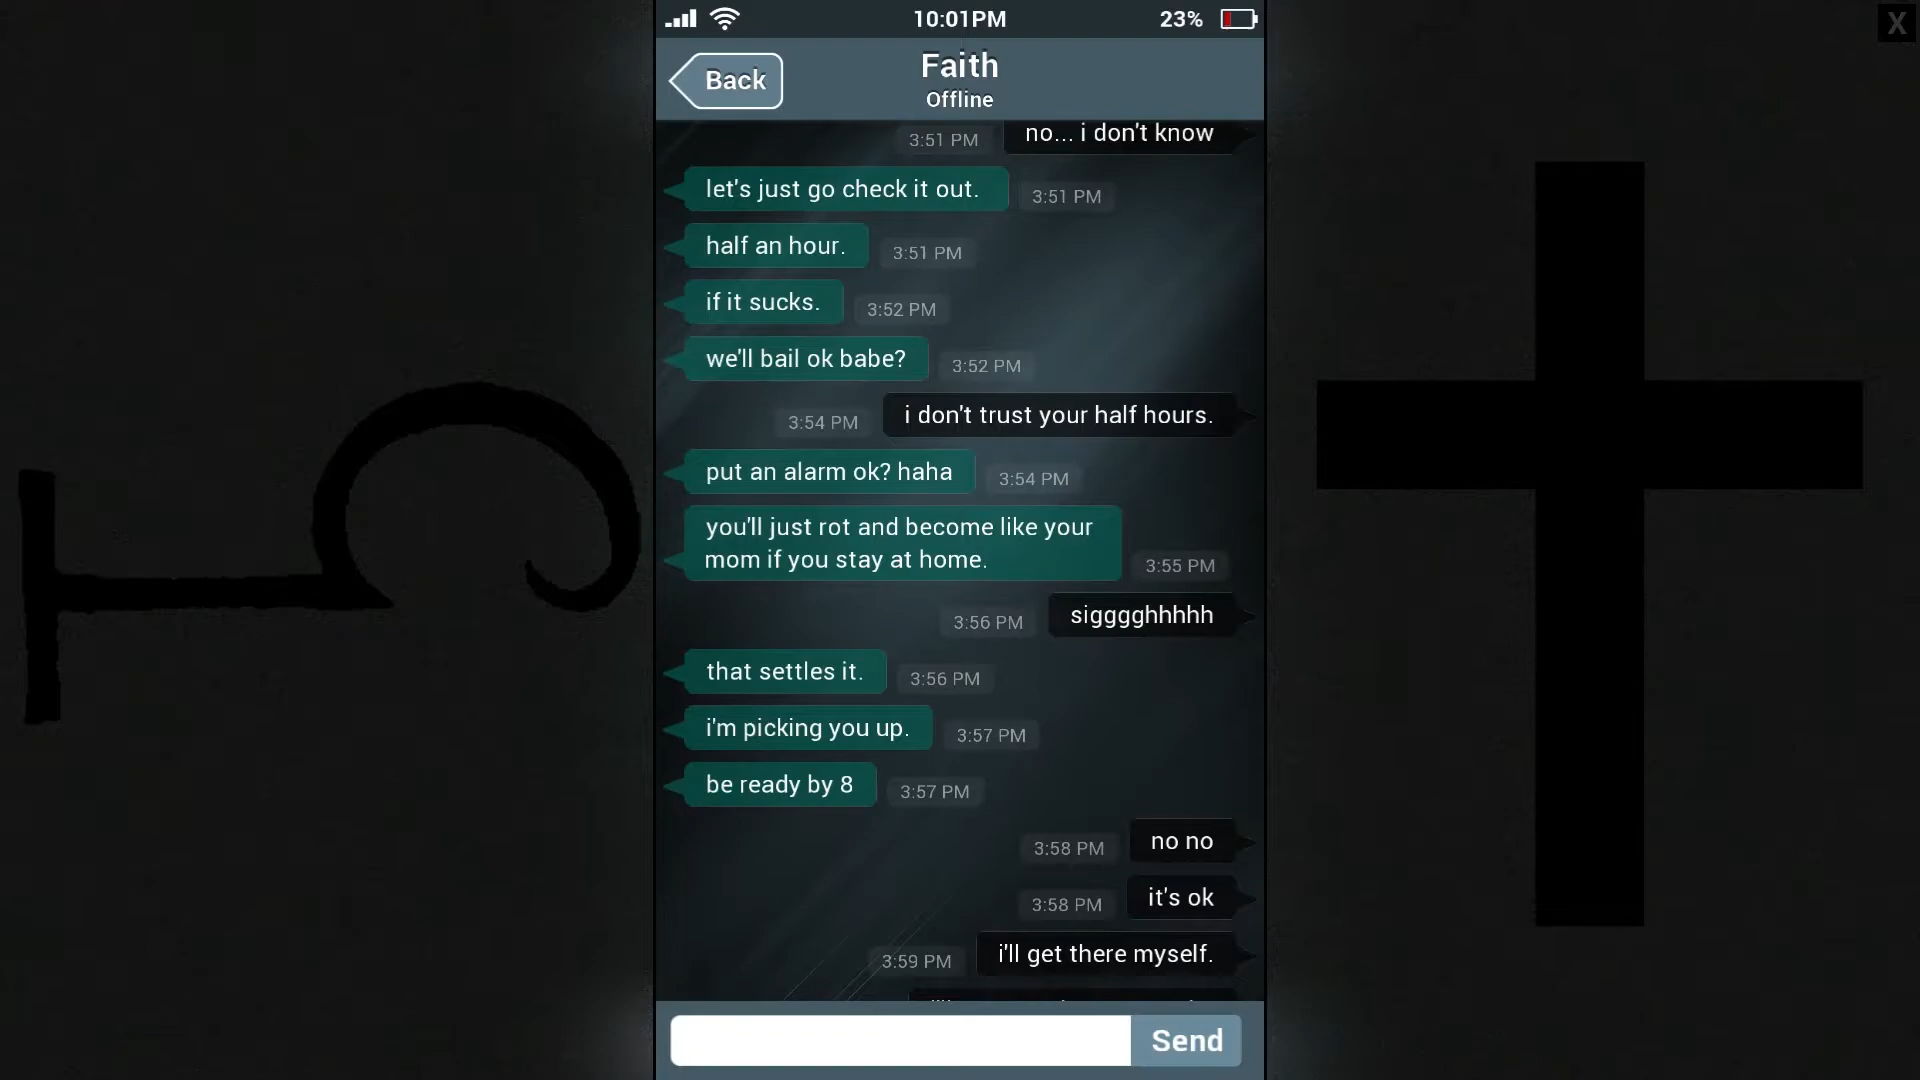 10:01PM
23%
X
Back
Faith
Offline
3:51 PM no... i don't know
let's just go check it out. 3:51 PM
half an hour. 3:51 PM
if it sucks. 3:52 PM
we'll bail ok babe? 3:52 PM
3:54 PM i don't trust your half hours.
put an alarm ok? haha 3:54 PM
you'll just rot and become like your
mom if you stay at home. 3:55 PM
3:56 PM sigggghhhhh
that settles it. 3:56 PM
i'm picking you up. 3:57 PM
be ready by 8 3:57 PM
3:58 PM no no
3:58 PM it's ok
3:59 PM i'll get there myself.
Send